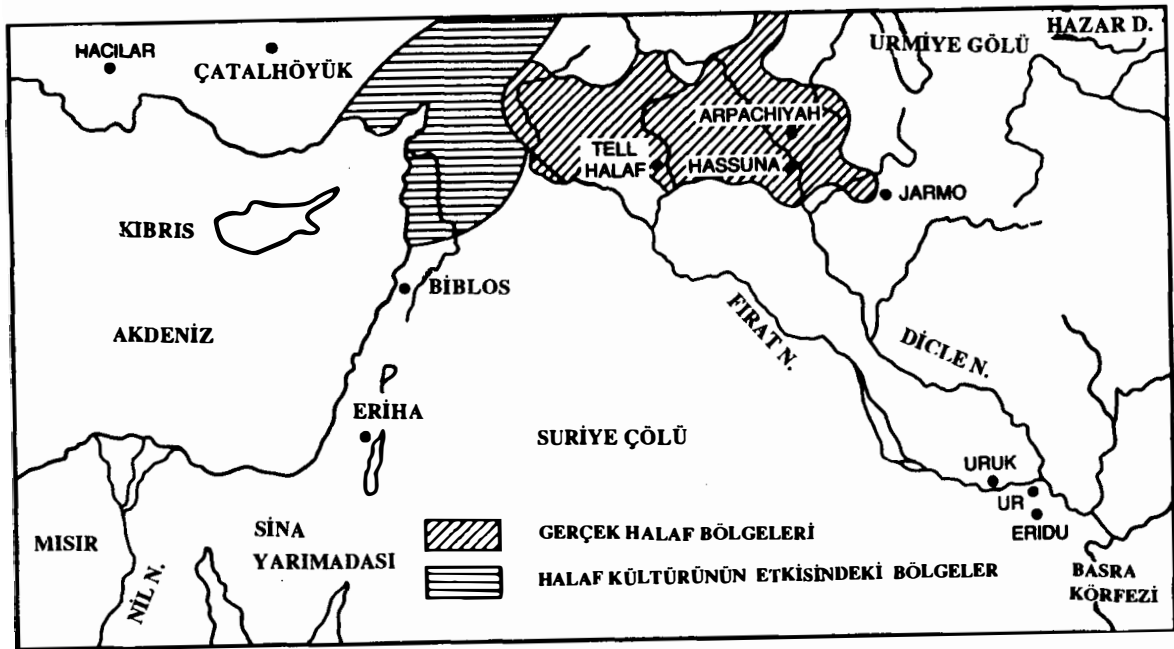 HACILAR
ÇATALHÖYÜK
URMİYE GÖLÜ
HAZAR D.
ARPACHIYAH
TELL
HALAF
HASSUNA
JARMO
KIBRIS
BİBLOS
AKDENİZ
FIRAT N.
DİCLE N.
ERİHA
SURİYE ÇÖLÜ
URUK
UR
ERIDU
MISIR
NİL N.
SİNA
YARIMADASI
GERÇEK HALAF BÖLGELERİ
HALAF KÜLTÜRÜNÜN ETKİSİNDEKİ BÖLGELER
BASRA
KÖRFEZİ